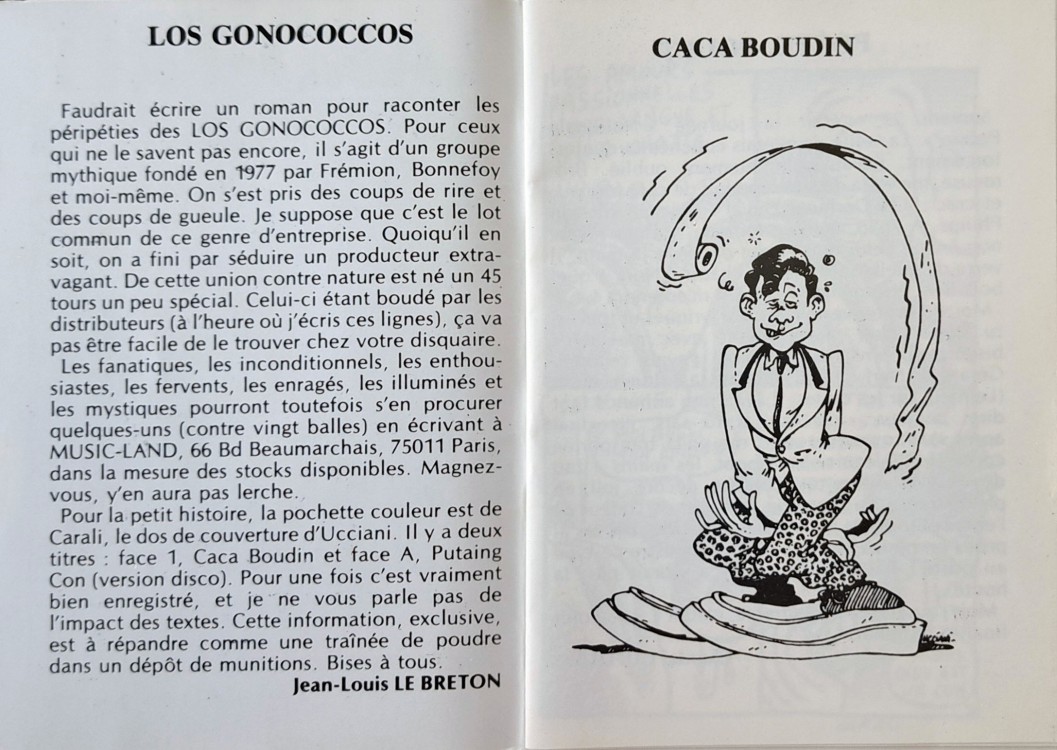 LOS GONOCOCCOS
Faudrait écrire un roman pour raconter les
péripéties des LOS GONOCOCCOS. Pour ceux
qui ne le savent pas encore, il s'agit d'un groupe
mythique fondé en 1977 par Frémion, Bonnefoy
et moi-même. On s'est pris des coups de rire et
des coups de gueule. Je suppose que c'est le lot
commun de ce genre d'entreprise. Quoiqu'il en
soit, on a fini par séduire un producteur extra-
vagant. De cette union contre nature est né un 45
tours un peu spécial. Celui-ci étant boudé par les
distributeurs (à l'heure où j'écris ces lignes), ça va
pas être facile de le trouver chez votre disquaire.
Les fanatiques, les inconditionnels, les enthou-
siastes, les fervents, les enragés, les illuminés et
les mystiques pourront toutefois s'en procurer
quelques-uns (contre vingt balles) en écrivant à
MUSIC-LAND, 66 Bd Beaumarchais, 75011 Paris,
dans la mesure des stocks disponibles. Magnez-
vous, y'en aura pas lerche.
Pour la petit histoire, la pochette couleur est de
Carali, le dos de couverture d'Ucciani. Il y a deux
titres : face 1, Caca Boudin et face A, Putaing
Con (version disco). Pour une fois c'est vraiment
bien enregistré, et je ne vous parle pas de
l'impact des textes. Cette information, exclusive,
est à répandre comme une traînée de poudre
dans un dépôt de munitions. Bises à tous.
Jean-Louis LE BRETON
CACA BOUDIN
UCCIANI